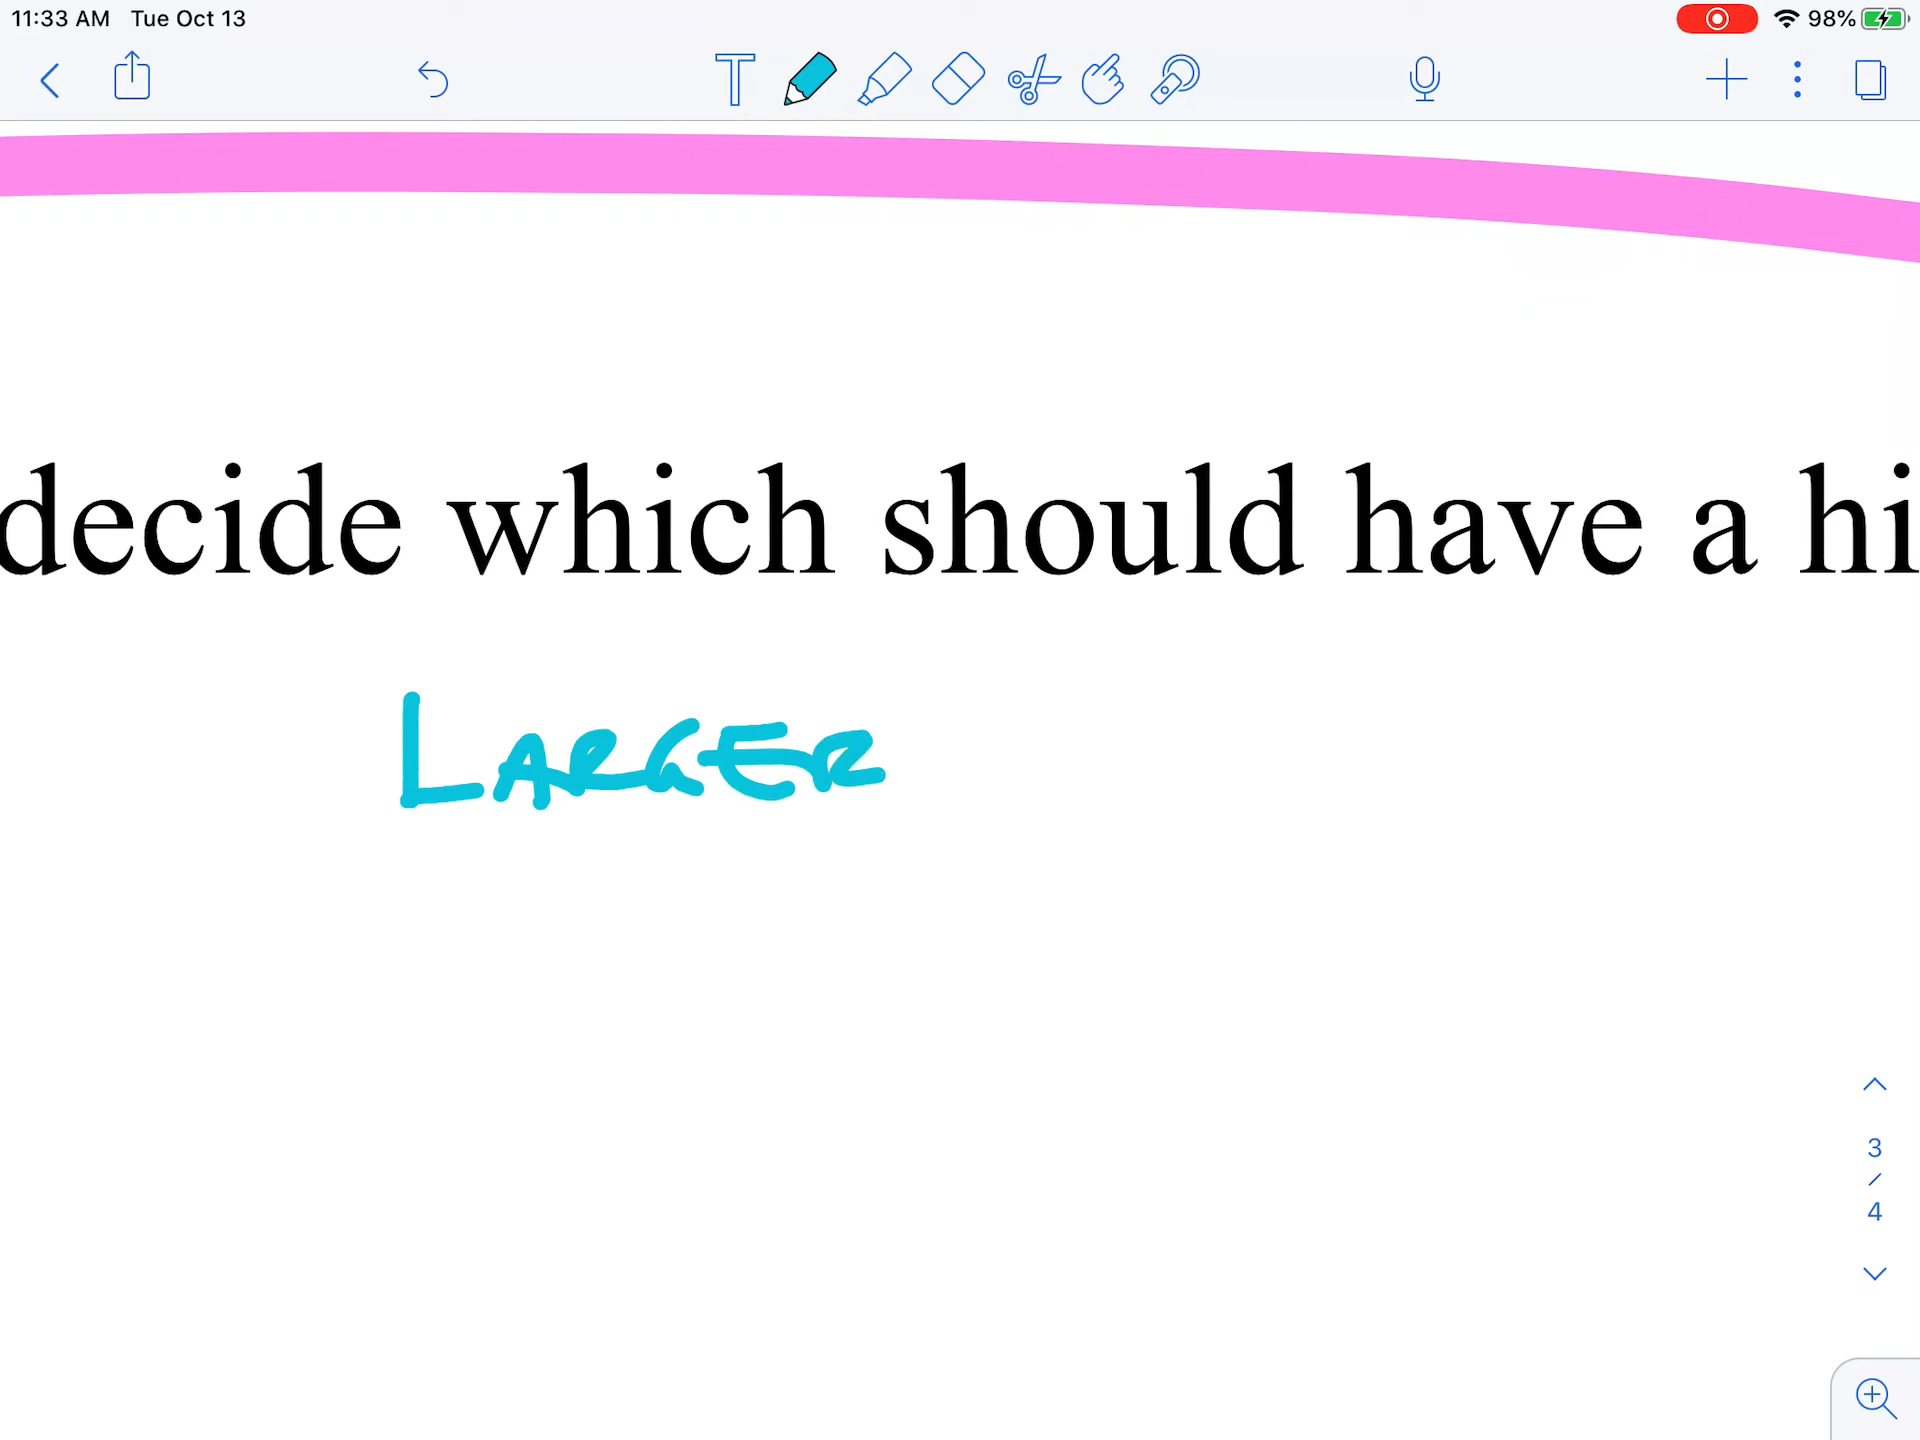 11:33 AM Tue Oct 13 98%
decide which should have a hi
LARGER
3
/
4